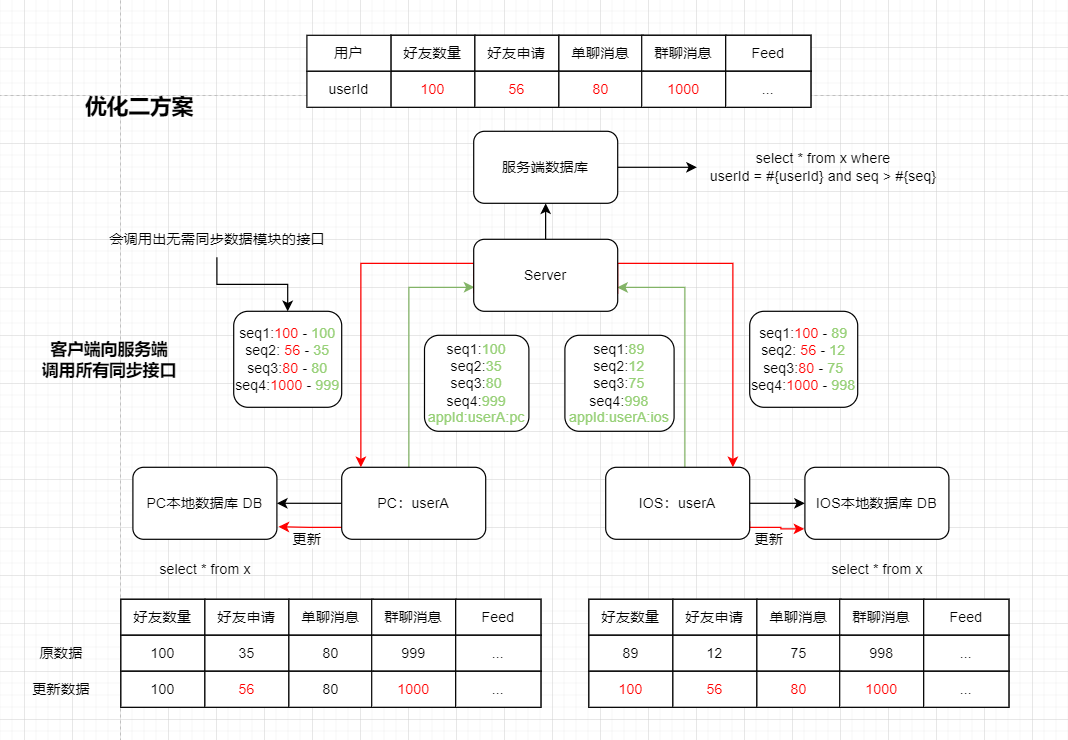 用户 好友数量 好友申请 单聊消息 群聊消息 Feed
userId 100 56 80 1000 ...
优化二方案
服务端数据库
select * from x where
userId = #{userId} and seq > #{seq}
会调用出无需同步数据模块的接口
Server
客户端向服务端
调用所有同步接口
seq1:100 - 100
seq2: 56 - 35
seq3:80 - 80
seq4:1000 - 999
seq1:100
seq2:35
seq3:80
seq4:999
appId:userA:pc
seq1:89
seq2:12
seq3:75
seq4:998
appId:userA:ios
seq1:100 - 89
seq2: 56 - 12
seq3:80 - 75
seq4:1000 - 998
PC本地数据库 DB
PC：userA
IOS：userA
IOS本地数据库 DB
更新
更新
select * from x
select * from x
好友数量 好友申请 单聊消息 群聊消息 Feed
原数据 100 35 80 999 ...
更新数据 100 56 80 1000 ...
好友数量 好友申请 单聊消息 群聊消息 Feed
89 12 75 998 ...
100 56 80 1000 ...